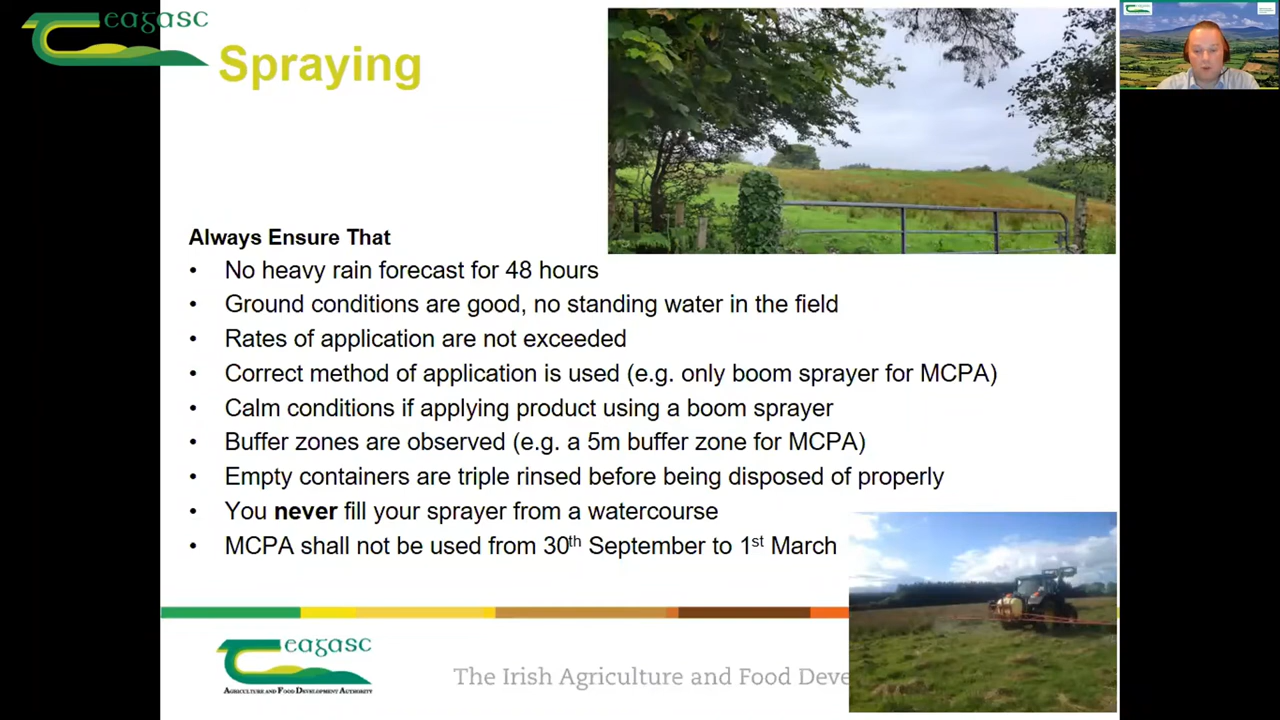 eagasc
Spraying
Always Ensure That
• No heavy rain forecast for 48 hours
• Ground conditions are good, no standing water in the field
• Rates of application are not exceeded
• Correct method of application is used (e.g. only boom sprayer for MCPA)
• Calm conditions if applying product using a boom sprayer
• Buffer zones are observed (e.g. a 5m buffer zone for MCPA)
• Empty containers are triple rinsed before being disposed of properly
• You never fill your sprayer from a watercourse
• MCPA shall not be used from 30th September to 1st March
eagasc
AGRICULTURE AND FOOD DEVELOPMENT AUTHORITY
The Irish Agriculture and Food Deve